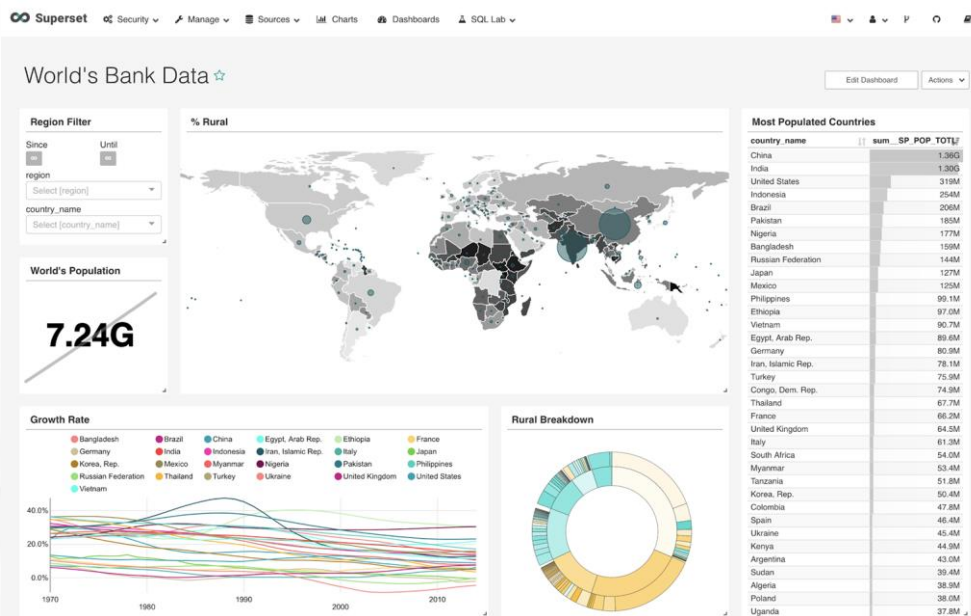 Superset Security Manage Sources Charts Dashboards SQL Lab
World's Bank Data
Edit Dashboard Actions
Region Filter
Since Until
region
Select [region]
country_name
Select [country_name]
World's Population
7.24G
% Rural
Most Populated Countries
country_name sum__SP_POP_TOTL
China 1.36G
India 1.30G
United States 319M
Indonesia 254M
Brazil 206M
Pakistan 185M
Nigeria 177M
Bangladesh 159M
Russian Federation 144M
Japan 127M
Mexico 125M
Philippines 99.1M
Ethiopia 97.0M
Vietnam 90.7M
Egypt, Arab Rep. 89.6M
Germany 80.9M
Iran, Islamic Rep. 78.1M
Turkey 75.9M
Congo, Dem. Rep. 74.9M
Thailand 67.7M
France 66.2M
United Kingdom 64.5M
Italy 61.3M
South Africa 54.0M
Myanmar 53.4M
Tanzania 51.8M
Korea, Rep. 50.4M
Colombia 47.8M
Spain 46.4M
Ukraine 45.4M
Kenya 44.9M
Argentina 43.0M
Sudan 39.4M
Algeria 38.9M
Poland 38.0M
Uganda 37.8M
Growth Rate
Bangladesh Brazil China Egypt, Arab Rep. Ethiopia France
Germany India Indonesia Iran, Islamic Rep. Italy Japan
Korea, Rep. Mexico Myanmar Nigeria Pakistan Philippines
Russian Federation Thailand Turkey Ukraine United Kingdom United States
Vietnam
40.0%
20.0%
0.0%
1970 1980 1990 2000 2010
Rural Breakdown